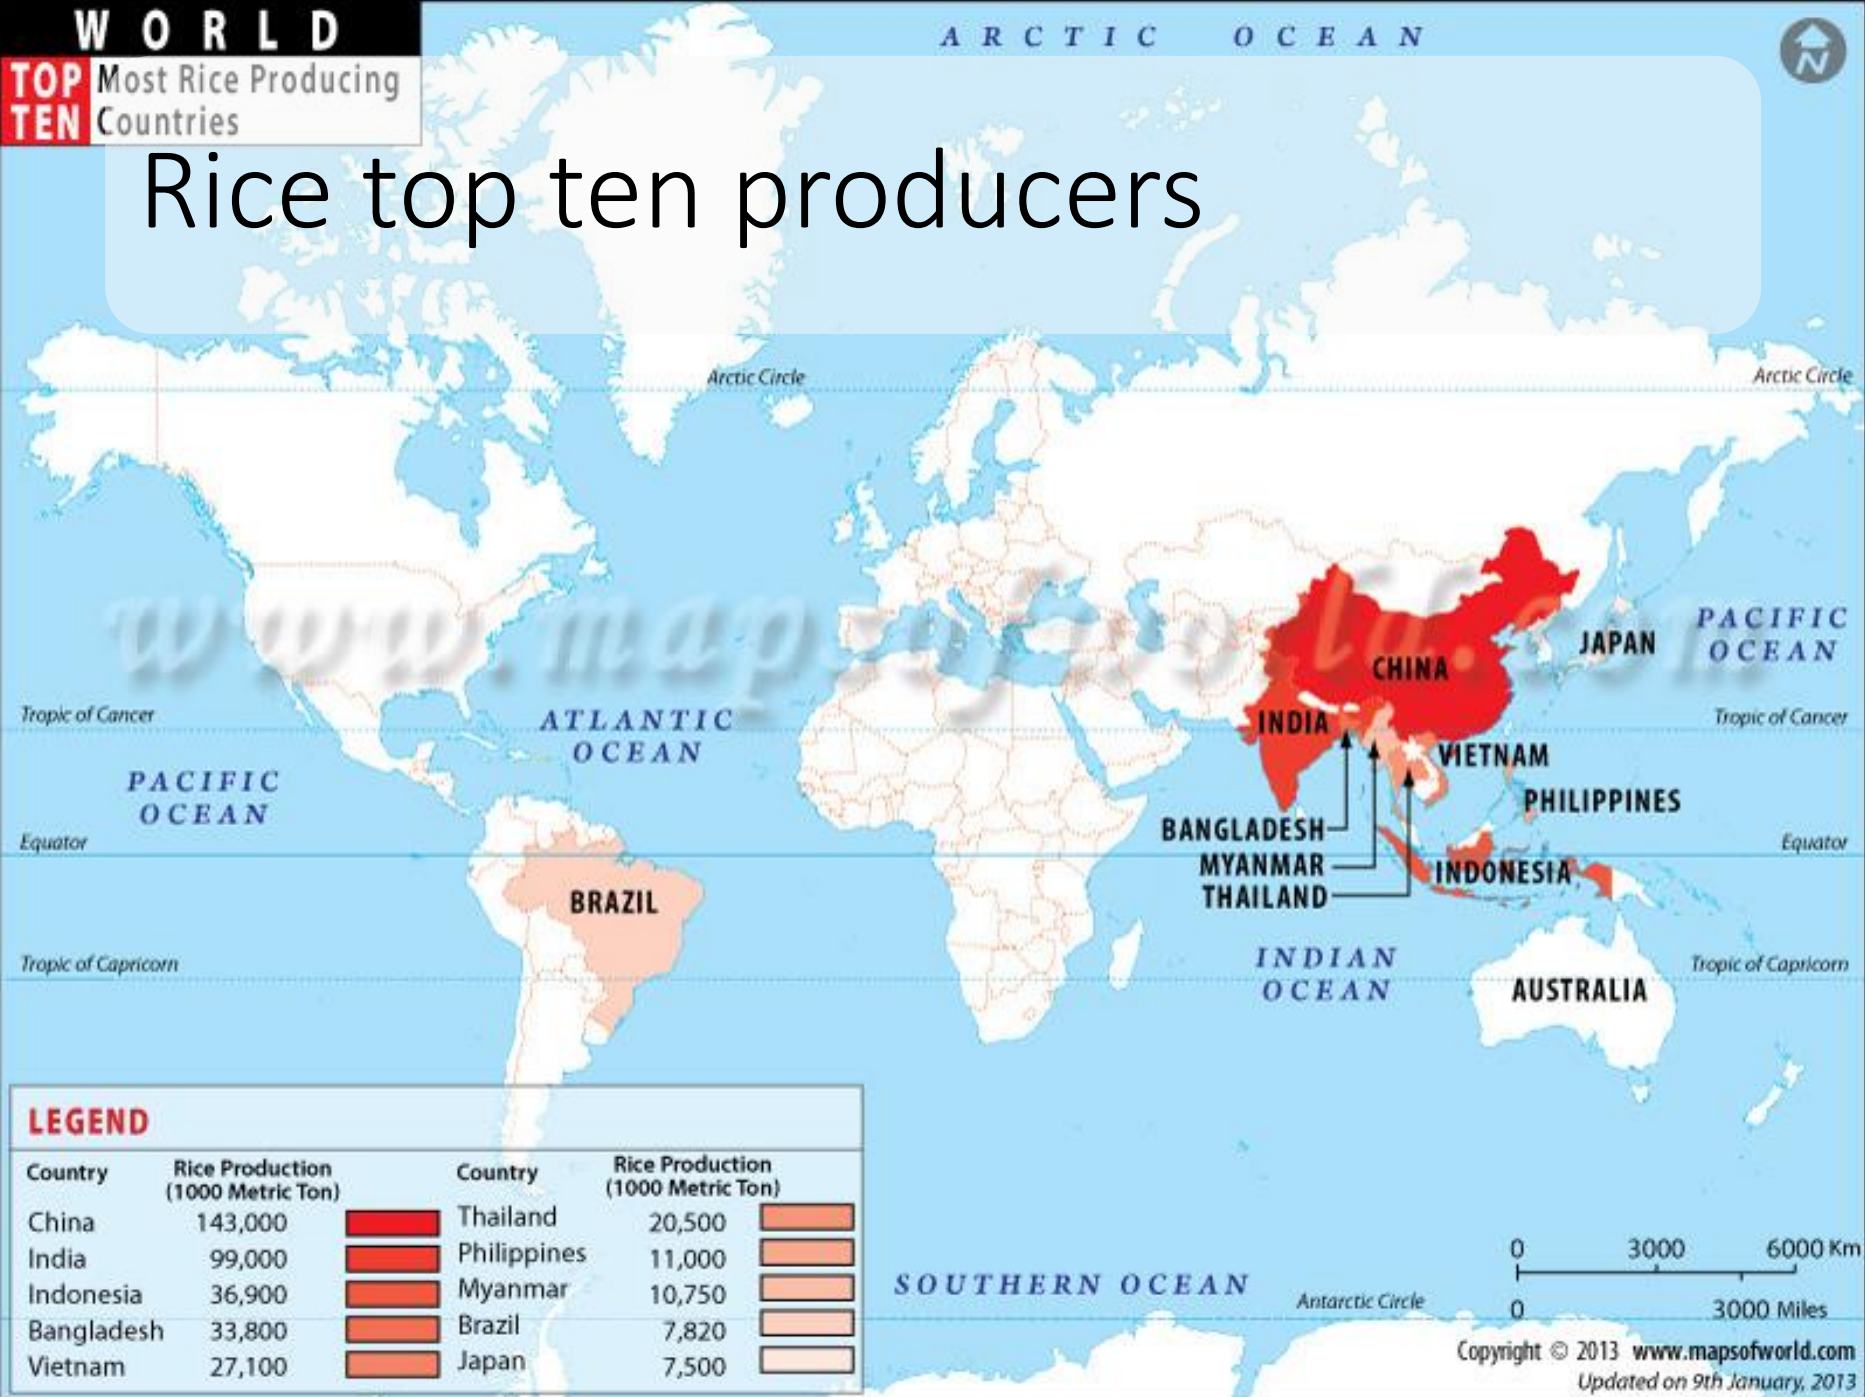 WORLD
TOP TEN Most Rice Producing
Countries
Rice top ten producers
ARCTIC OCEAN
N
Arctic Circle
Arctic Circle
www.mapsofworld.com
PACIFIC
OCEAN
JAPAN
CHINA
Tropic of Cancer
ATLANTIC
OCEAN
INDIA
Tropic of Cancer
VIETNAM
PACIFIC
OCEAN
PHILIPPINES
BANGLADESH
Equator
Equator
MYANMAR
INDONESIA
THAILAND
BRAZIL
INDIAN
OCEAN
Tropic of Capricorn
Tropic of Capricorn
AUSTRALIA
LEGEND
Country Rice Production (1000 Metric Ton) Country Rice Production (1000 Metric Ton)
China 143,000 Thailand 20,500
India 99,000 Philippines 11,000
Indonesia 36,900 Myanmar 10,750
Bangladesh 33,800 Brazil 7,820
Vietnam 27,100 Japan 7,500
SOUTHERN OCEAN
Antarctic Circle
0 3000 6000 Km
0 3000 Miles
Copyright © 2013 www.mapsofworld.com
Updated on 9th January, 2013